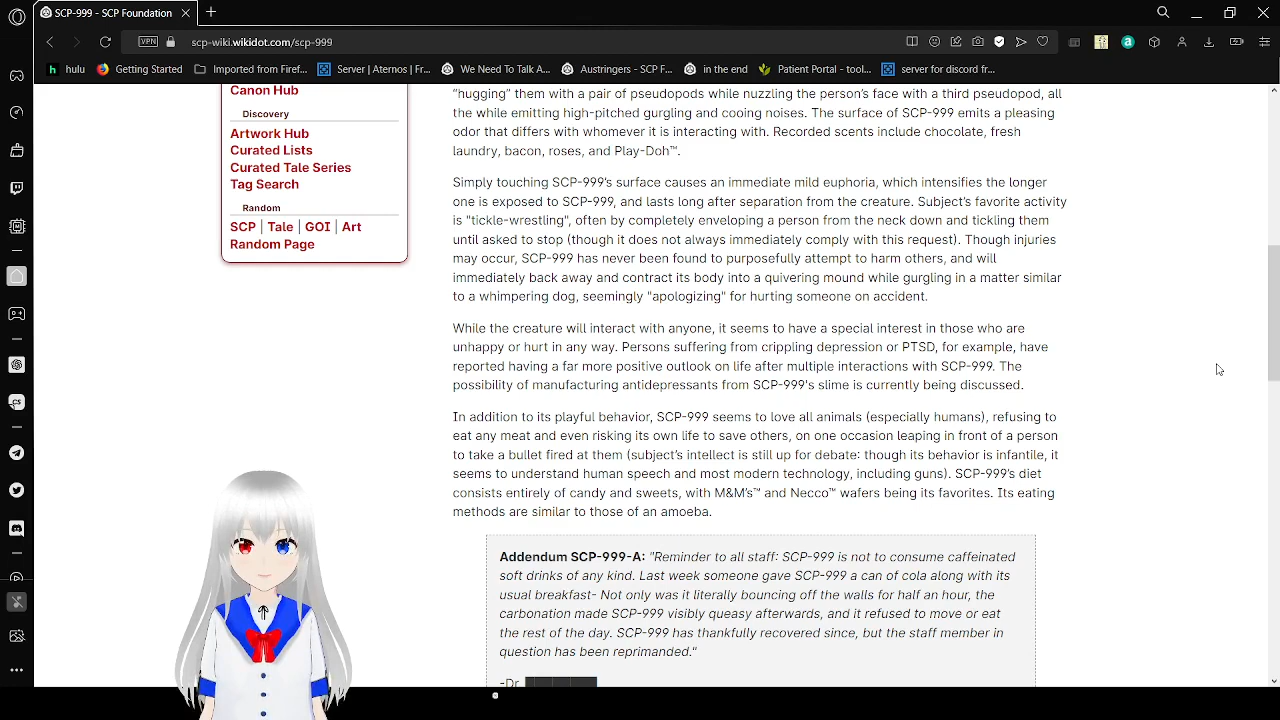 SCP-999 - SCP Foundation
VPN
scp-wiki.wikidot.com/scp-999
hulu
Getting Started
Imported from Firef...
Server | Aternos | Fr...
We Need To Talk A...
Austringers - SCP F...
in the end
Patient Portal - tool...
server for discord fr...
Canon Hub
Discovery
Artwork Hub
Curated Lists
Curated Tale Series
Tag Search
Random
SCP | Tale | GOI | Art
Random Page
“hugging” them with a pair of pseudopods while nuzzling the person’s face with a third pseudopod, all
the while emitting high-pitched gurgling and cooing noises. The surface of SCP-999 emits a pleasing
odor that differs with whomever it is interacting with. Recorded scents include chocolate, fresh
laundry, bacon, roses, and Play-Doh™.
Simply touching SCP-999’s surface causes an immediate mild euphoria, which intensifies the longer
one is exposed to SCP-999, and lasts long after separation from the creature. Subject’s favorite activity
is "tickle-wrestling", often by completely enveloping a person from the neck down and tickling them
until asked to stop (though it does not always immediately comply with this request). Though injuries
may occur, SCP-999 has never been found to purposefully attempt to harm others, and will
immediately back away and contract its body into a quivering mound while gurgling in a matter similar
to a whimpering dog, seemingly "apologizing" for hurting someone on accident.
While the creature will interact with anyone, it seems to have a special interest in those who are
unhappy or hurt in any way. Persons suffering from crippling depression or PTSD, for example, have
reported having a far more positive outlook on life after multiple interactions with SCP-999. The
possibility of manufacturing antidepressants from SCP-999's slime is currently being discussed.
In addition to its playful behavior, SCP-999 seems to love all animals (especially humans), refusing to
eat any meat and even risking its own life to save others, on one occasion leaping in front of a person
to take a bullet fired at them (subject’s intellect is still up for debate: though its behavior is infantile, it
seems to understand human speech and most modern technology, including guns). SCP-999’s diet
consists entirely of candy and sweets, with M&M’s™ and Necco™ wafers being its favorites. Its eating
methods are similar to those of an amoeba.
Addendum SCP-999-A: "Reminder to all staff: SCP-999 is not to consume caffeinated
soft drinks of any kind. Last week someone gave SCP-999 a can of cola along with its
usual breakfast- Not only was it literally bouncing off the walls for half an hour, the
carbonation made SCP-999 visibly queasy afterwards, and it refused to move or eat
the rest of the day. SCP-999 has thankfully recovered since, but the staff member in
question has been reprimanded."
-Dr